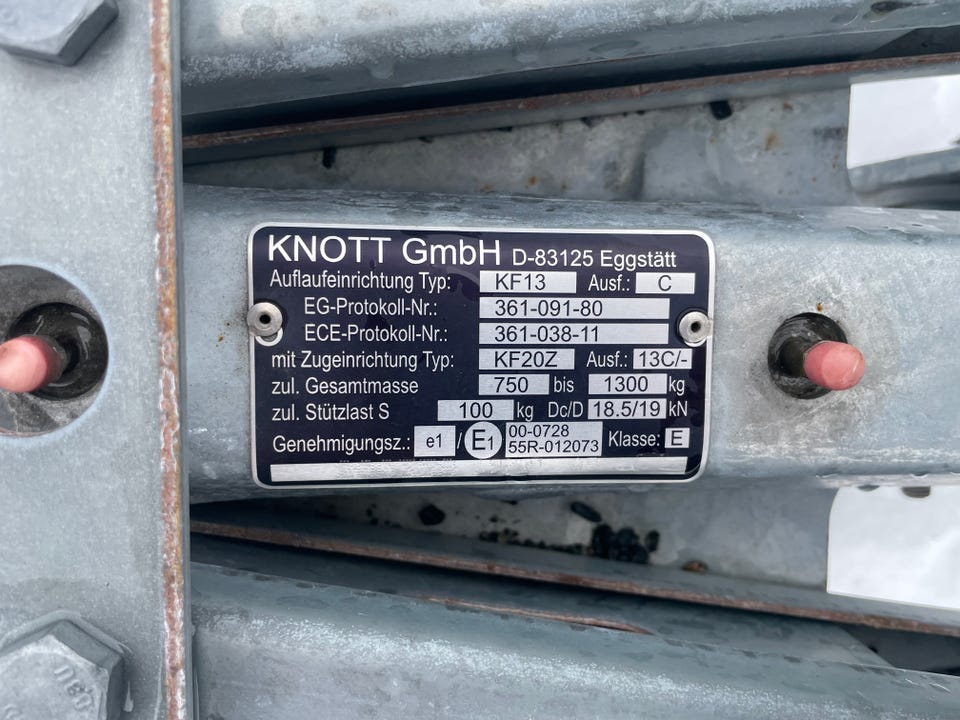 KNOTT GmbH D-83125 Eggstätt
Auflaufeinrichtung Typ: KF13 Ausf.: C
EG-Protokoll-Nr.: 361-091-80
ECE-Protokoll-Nr.: 361-038-11
mit Zugeinrichtung Typ: KF20Z Ausf.: 13C/-
zul. Gesamtmasse 750 bis 1300 kg
zul. Stützlast S 100 kg Dc/D 18.5/19 kN
Genehmigungsz.: e1 / E1 00-0728 55R-012073 Klasse: E